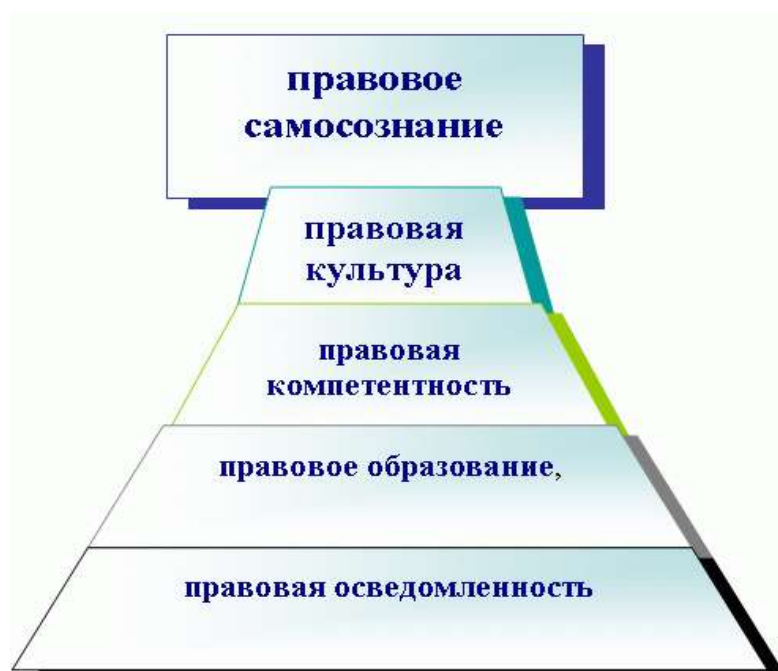 правовое
самосознание
правовая
культура
правовая
компетентность
правовое образование,
правовая осведомленность